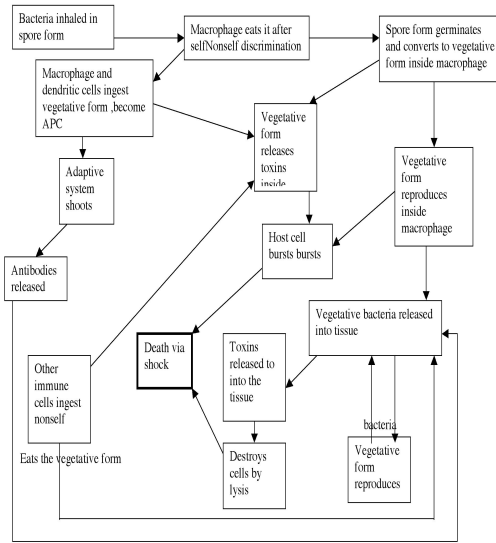 Bacteria inhaled in
spore form
Macrophage eats it after
selfNonself discrimination
Spore form germinates
and converts to vegetative
form inside macrophage
Macrophage and
dendritic cells ingest
vegetative form ,become
APC
Vegetative
form
releases
toxins
inside
Adaptive
system
shoots
Vegetative
form
reproduces
inside
macrophage
Host cell
bursts bursts
Antibodies
released
Vegetative bacteria released
into tissue
Death via
shock
Toxins
released to
into the
tissue
Other
immune
cells ingest
nonself
bacteria
Eats the vegetative form
Destroys
cells by
lysis
Vegetative
form
reproduces